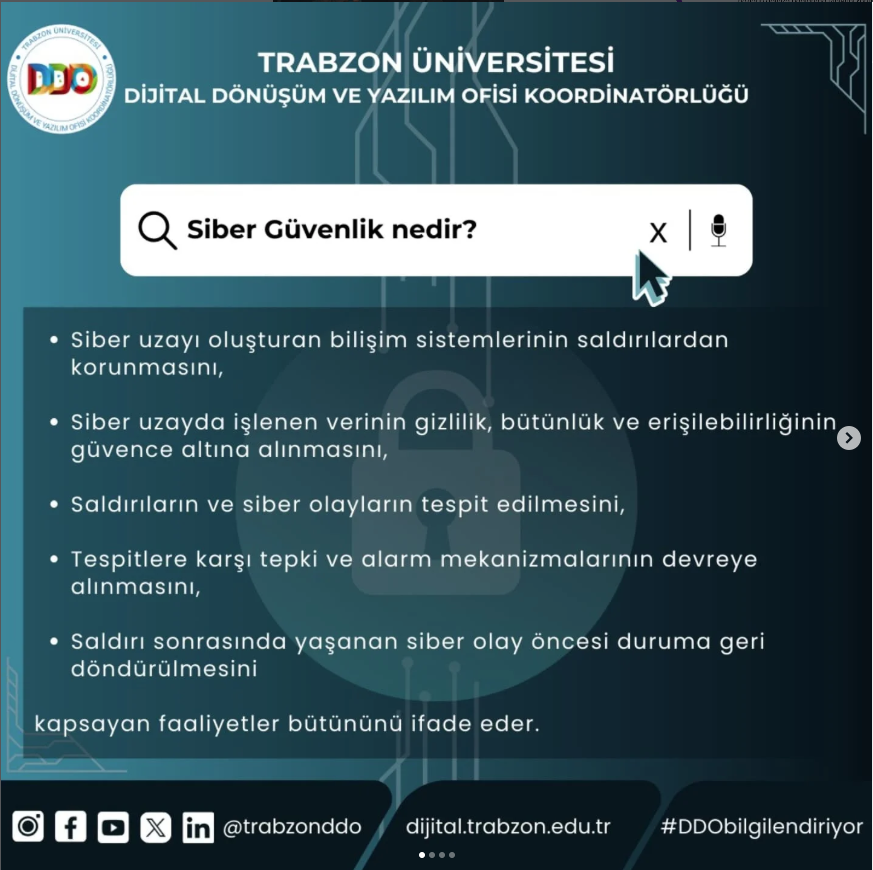 TRABZON ÜNİVERSİTESİ
DİJİTAL DÖNÜŞÜM VE YAZILIM OFİSİ KOORDİNATÖRLÜĞÜ
TRABZON ÜNİVERSİTESİ
DDO
DİJİTAL DÖNÜŞÜM VE YAZILIM OFİSİ KOORDİNATÖRLÜĞÜ
Siber Güvenlik nedir? X
• Siber uzayı oluşturan bilişim sistemlerinin saldırılardan
korunmasını,
• Siber uzayda işlenen verinin gizlilik, bütünlük ve erişilebilirliğinin
güvence altına alınmasını,
• Saldırıların ve siber olayların tespit edilmesini,
• Tespitlere karşı tepki ve alarm mekanizmalarının devreye
alınmasını,
• Saldırı sonrasında yaşanan siber olay öncesi duruma geri
döndürülmesini
kapsayan faaliyetler bütününü ifade eder.
@trabzonddo dijital.trabzon.edu.tr #DDObilgilendiriyor